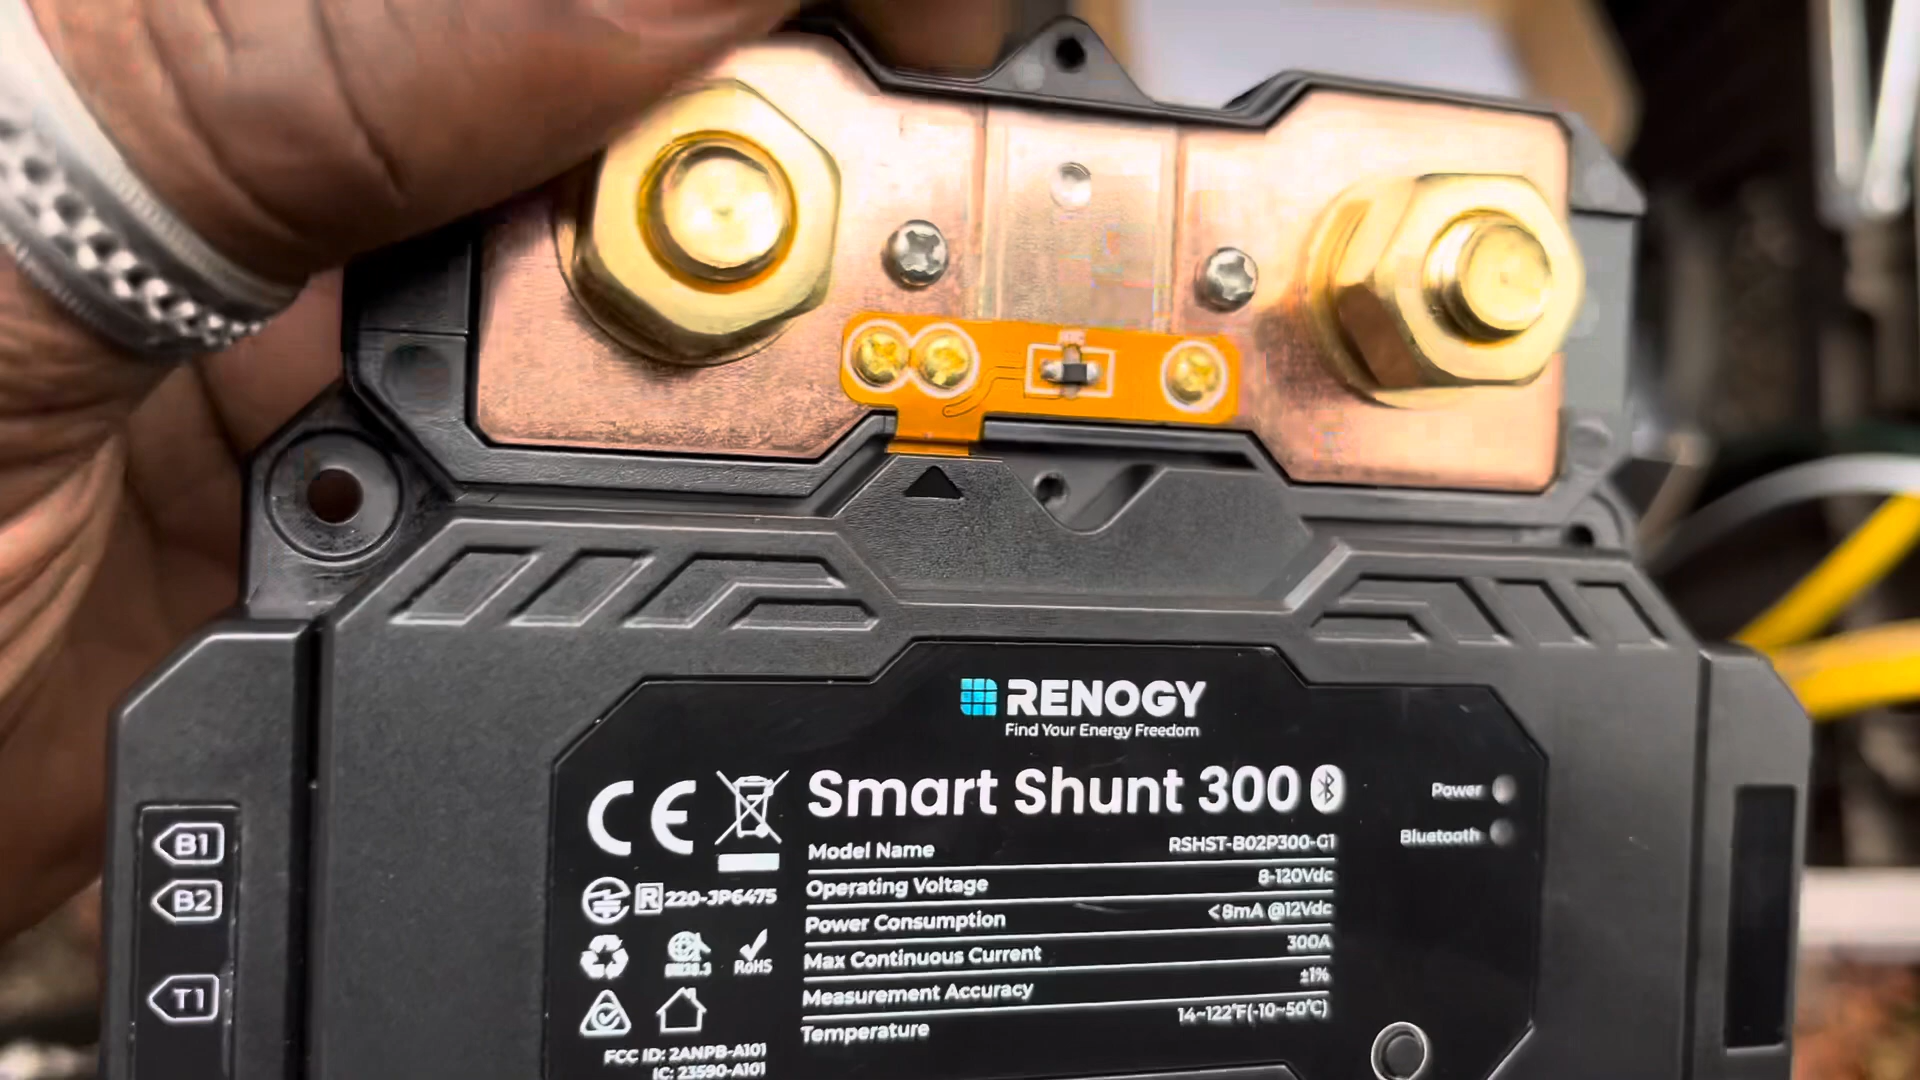 RENOGY
Find Your Energy Freedom
Smart Shunt 300
Power
Bluetooth
Model Name RSHST-B02P300-G1
Operating Voltage 8-120Vdc
Power Consumption <8mA @12Vdc
Max Continuous Current 300A
Measurement Accuracy ±1%
Temperature 14~122°F(-10~50°C)
CE
R 220-JP6475
RoHS
FCC ID: 2ANPB-A101
IC: 23590-A101
B1
B2
T1